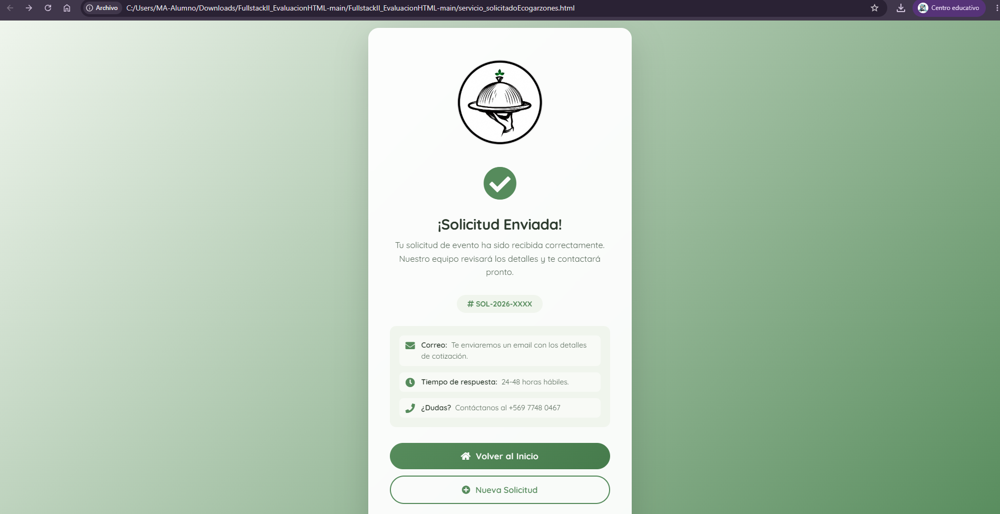 Archivo
C:/Users/MA-Alumno/Downloads/FullstackII_EvaluacionHTML-main/FullstackII_EvaluacionHTML-main/servicio_solicitadoEcogarzones.html
Centro educativo
¡Solicitud Enviada!
Tu solicitud de evento ha sido recibida correctamente.
Nuestro equipo revisará los detalles y te contactará
pronto.
# SOL-2026-XXXX
Correo: Te enviaremos un email con los detalles
de cotización.
Tiempo de respuesta: 24-48 horas hábiles.
¿Dudas? Contáctanos al +569 7748 0467
Volver al Inicio
Nueva Solicitud